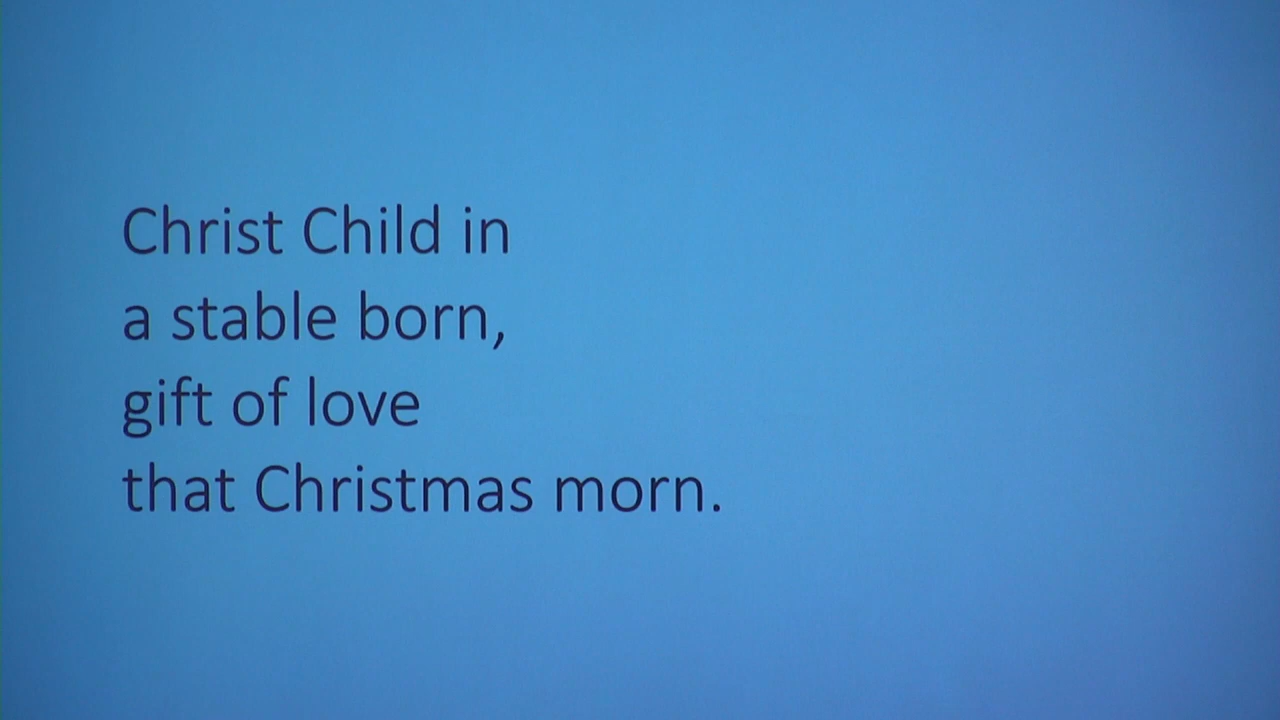 Christ Child in
a stable born,
gift of love
that Christmas morn.